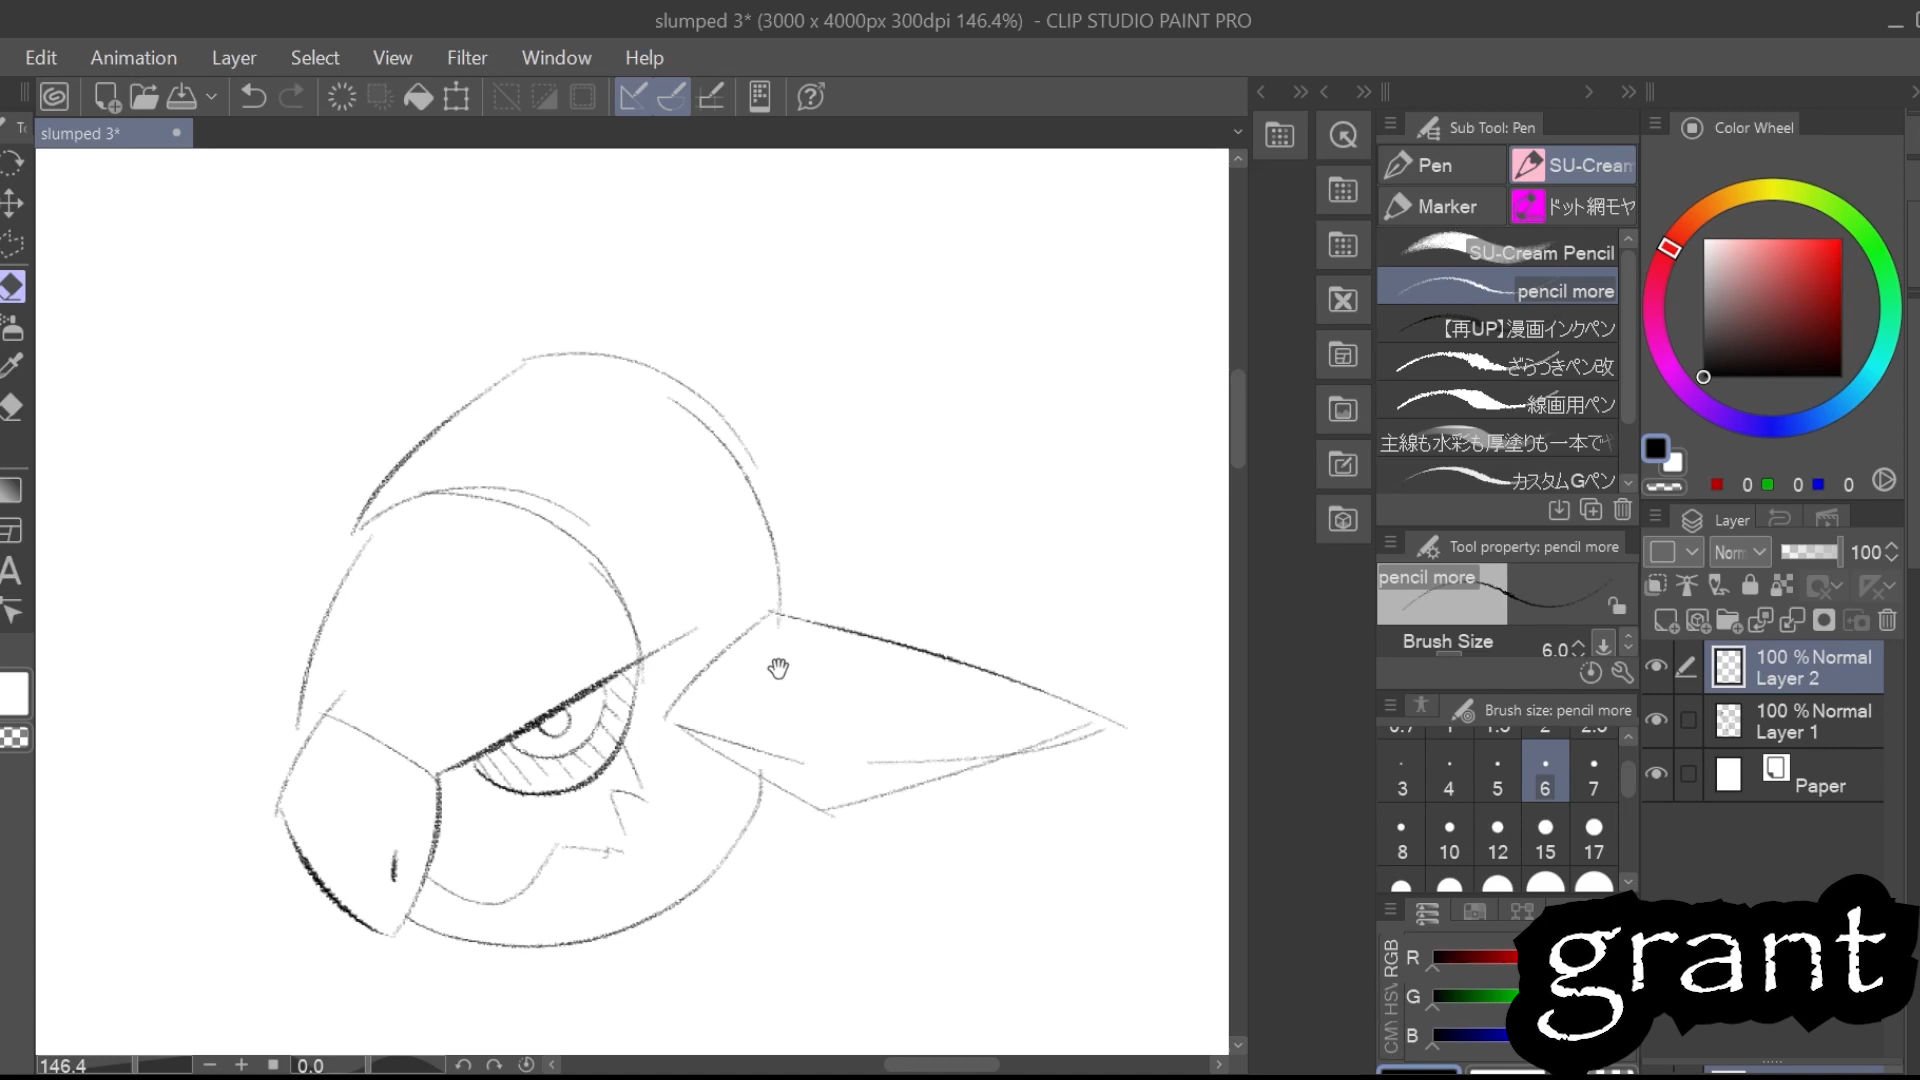 slumped 3* (3000 x 4000px 300dpi 146.4%) - CLIP STUDIO PAINT PRO
Edit Animation Layer Select View Filter Window Help
slumped 3*
Sub Tool: Pen
Pen
SU-Cream
Marker
ドット網モヤ
SU-Cream Pencil
pencil more
【再UP】漫画インクペン
ざらつきペン改
線画用ペン
主線も水彩も厚塗りも一本で
カスタムGペン
Tool property: pencil more
pencil more
Brush Size 6.0
Brush size: pencil more
3 4 5 6 7
8 10 12 15 17
RGB
HSV
CMY
R
G
B
Color Wheel
0 0 0
Layer
Norm 100
100 % Normal
Layer 2
100 % Normal
Layer 1
Paper
146.4 0.0
grant